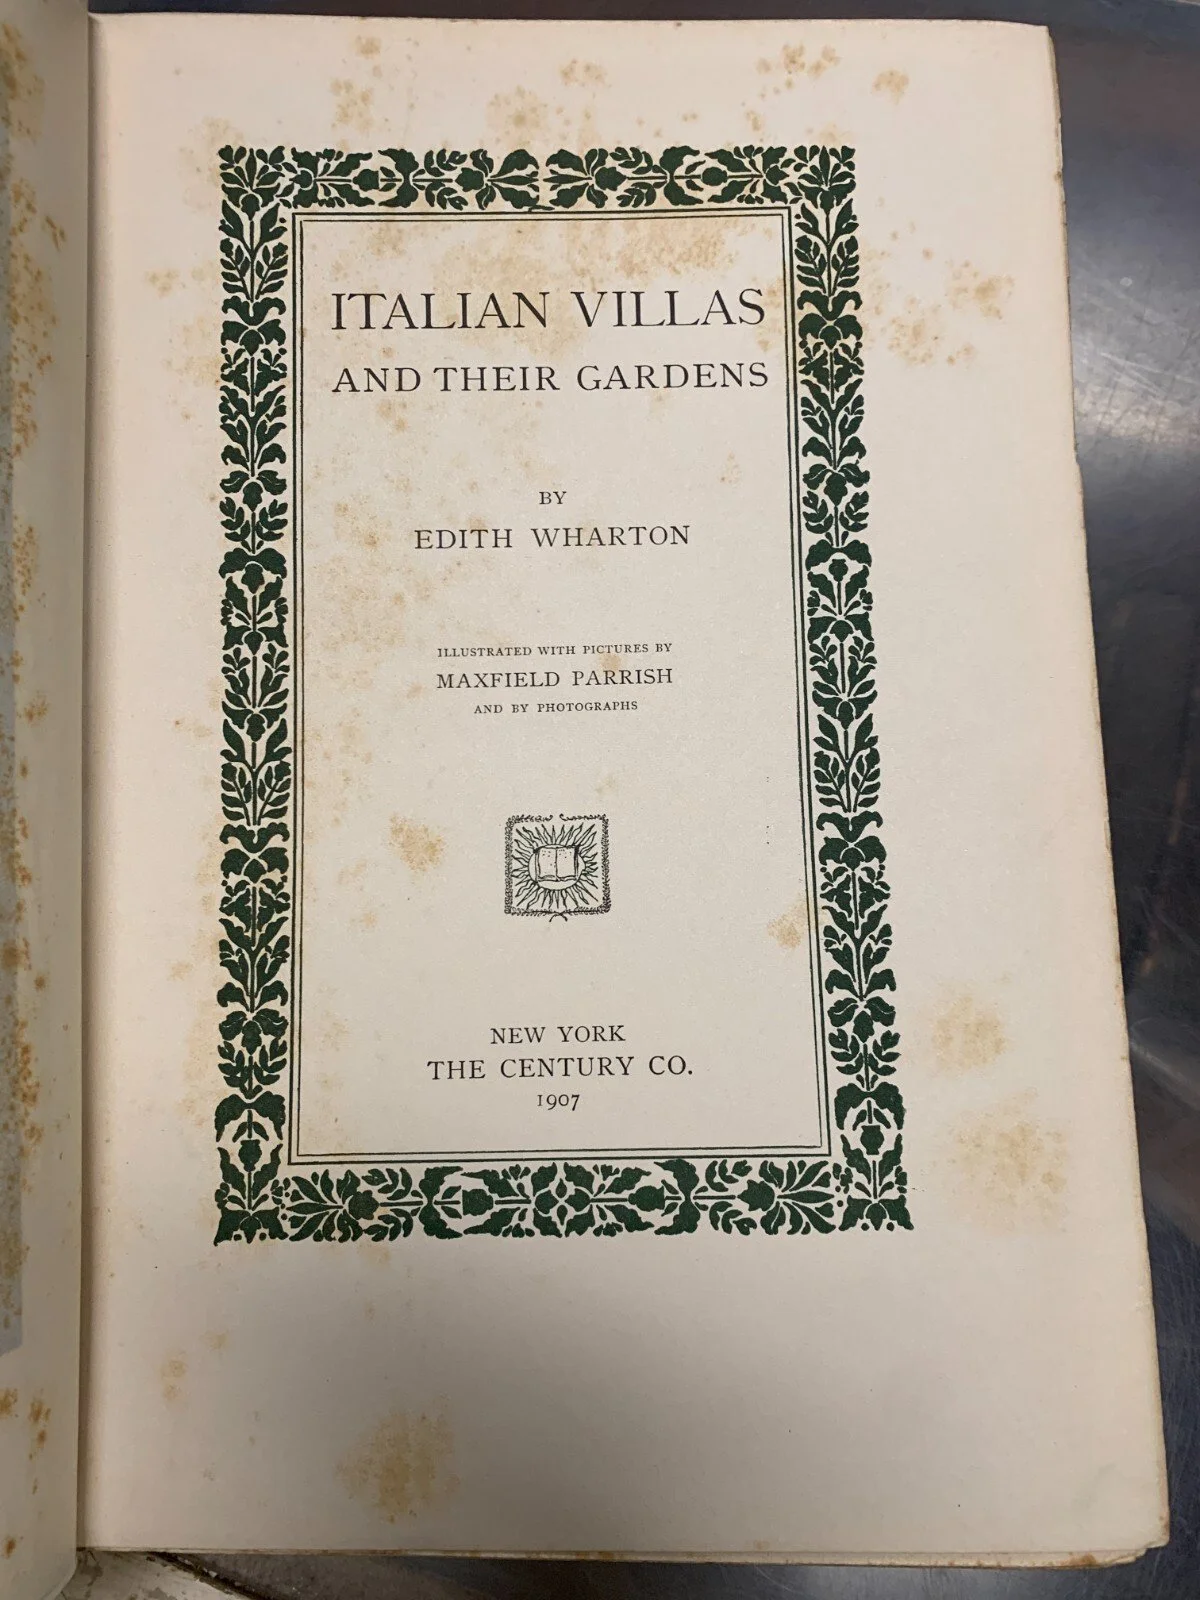 ITALIAN VILLAS
AND THEIR GARDENS
BY
EDITH WHARTON
ILLUSTRATED WITH PICTURES BY
MAXFIELD PARRISH
AND BY PHOTOGRAPHS
NEW YORK
THE CENTURY CO.
1907